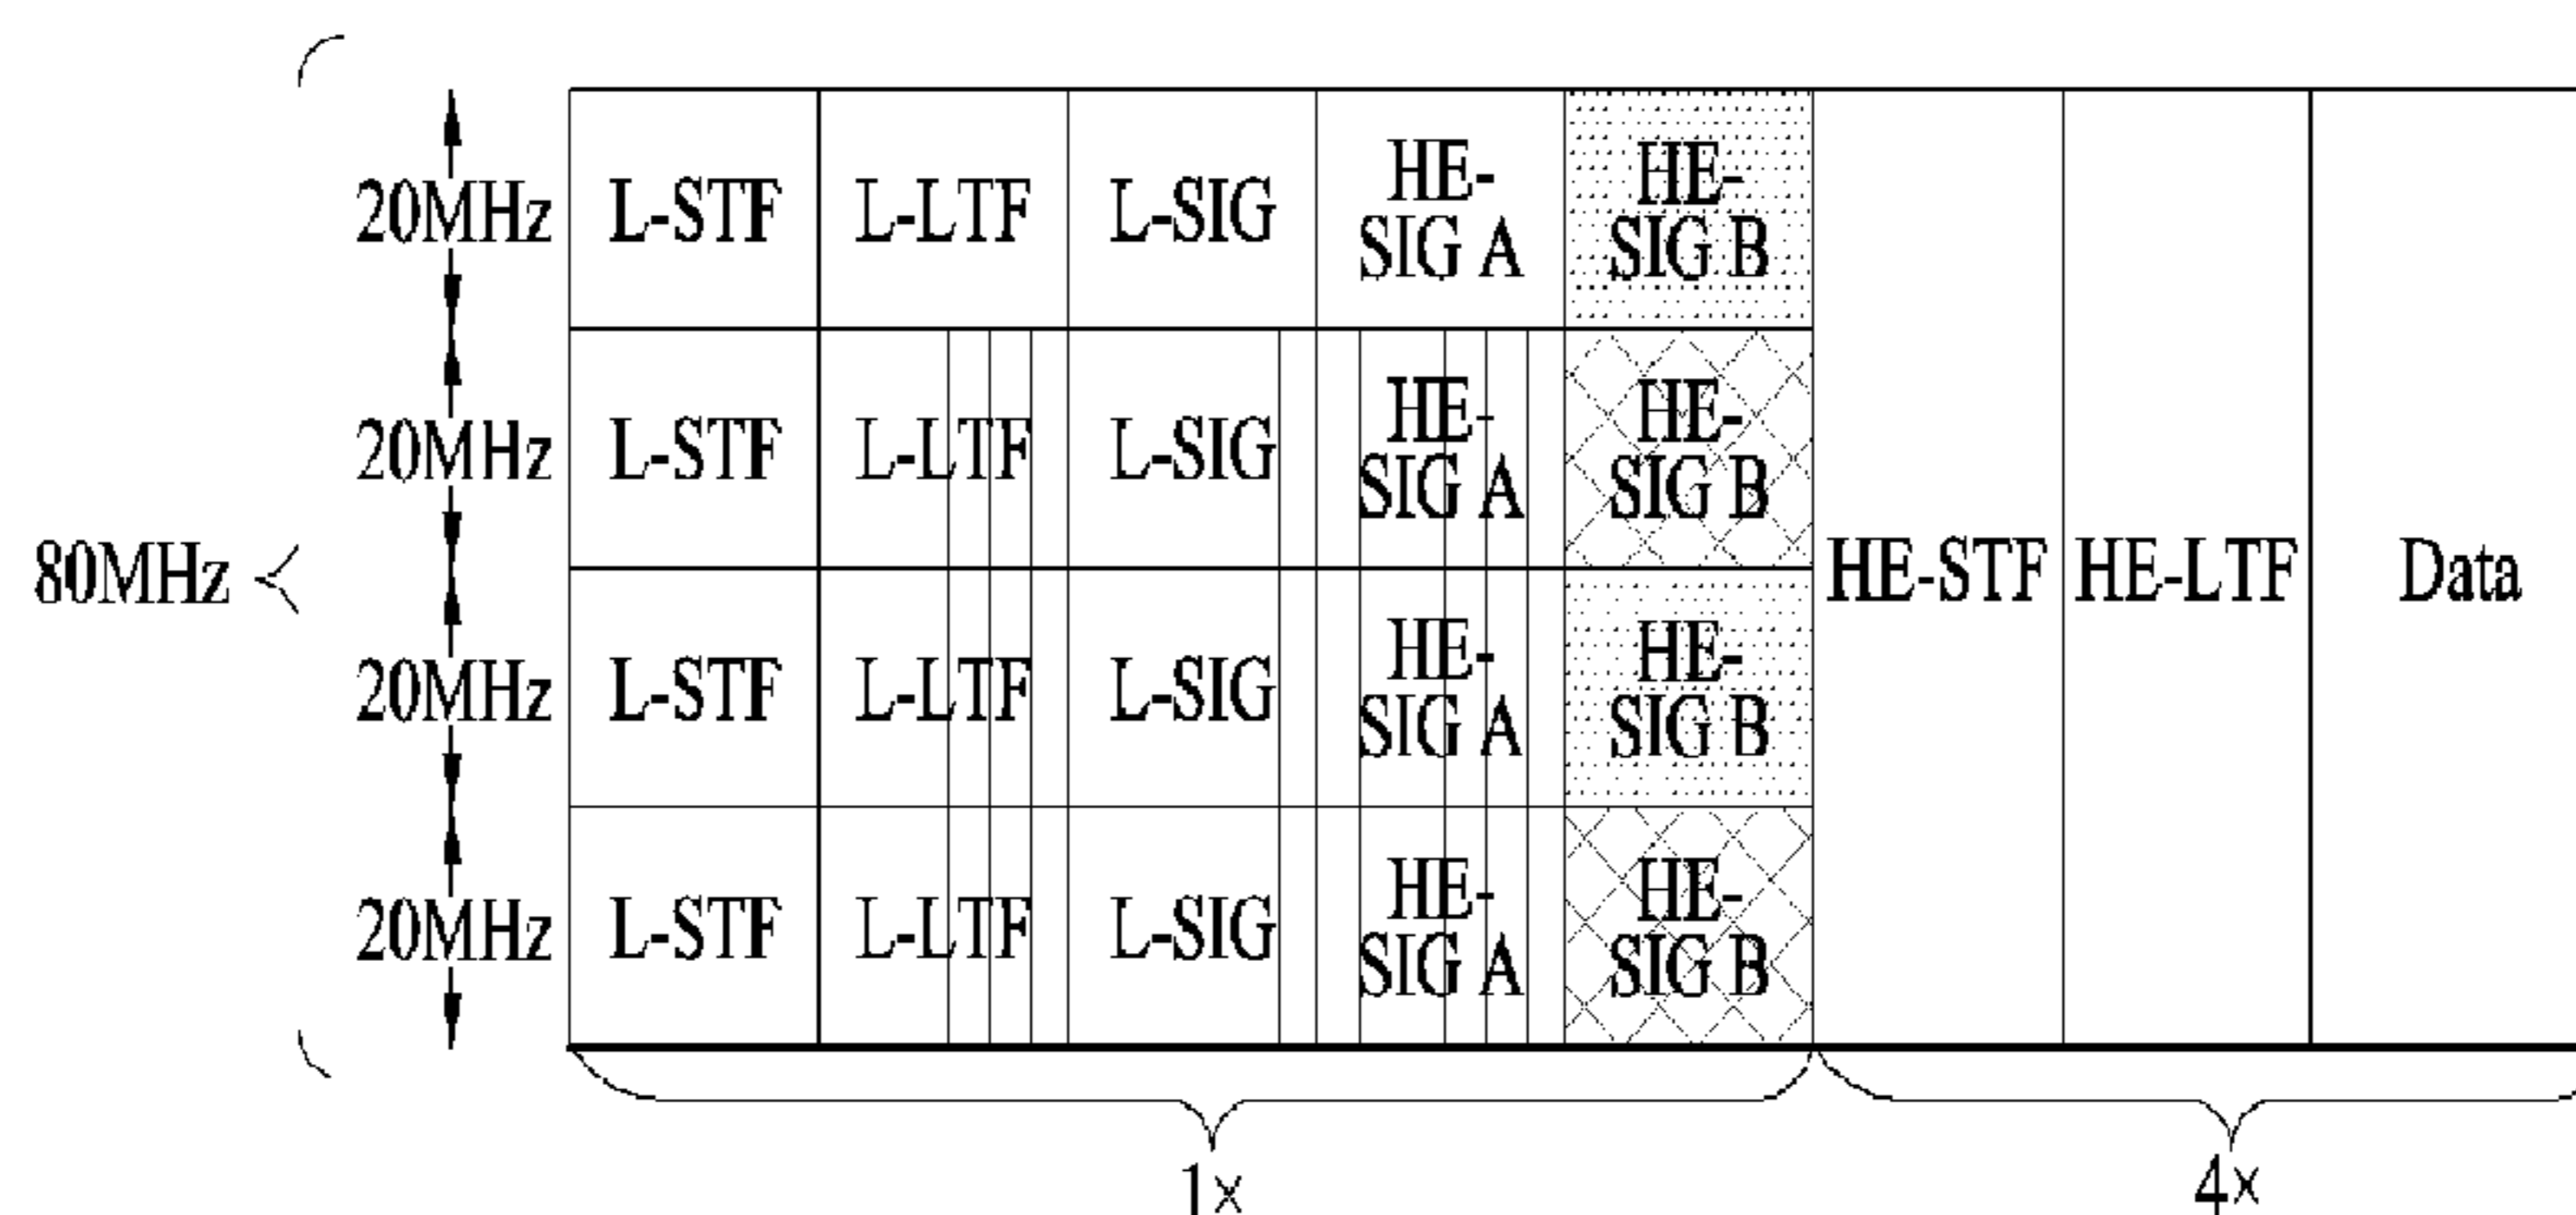 20MHz L-STF L-LTF L-SIG HE-SIG A HE-SIG B
20MHz L-STF L-LTF L-SIG HE-SIG A HE-SIG B
80MHz HE-STF HE-LTF Data
20MHz L-STF L-LTF L-SIG HE-SIG A HE-SIG B
20MHz L-STF L-LTF L-SIG HE-SIG A HE-SIG B
1× 4×